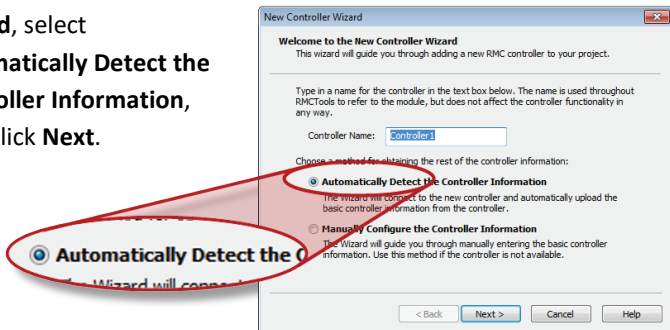 d, select
matically Detect the
oller Information,
lick Next.
New Controller Wizard
Welcome to the New Controller Wizard
This wizard will guide you through adding a new RMC controller to your project.
Type in a name for the controller in the text box below. The name is used throughout
RMCTools to refer to the module, but does not affect the controller functionality in
any way.
Controller Name: Controller1
Choose a method for obtaining the rest of the controller information:
Automatically Detect the Controller Information
The Wizard will connect to the new controller and automatically upload the
basic controller information from the controller.
Manually Configure the Controller Information
The Wizard will guide you through manually entering the basic controller
information. Use this method if the controller is not available.
Automatically Detect the C
The Wizard will connec
< Back Next > Cancel Help